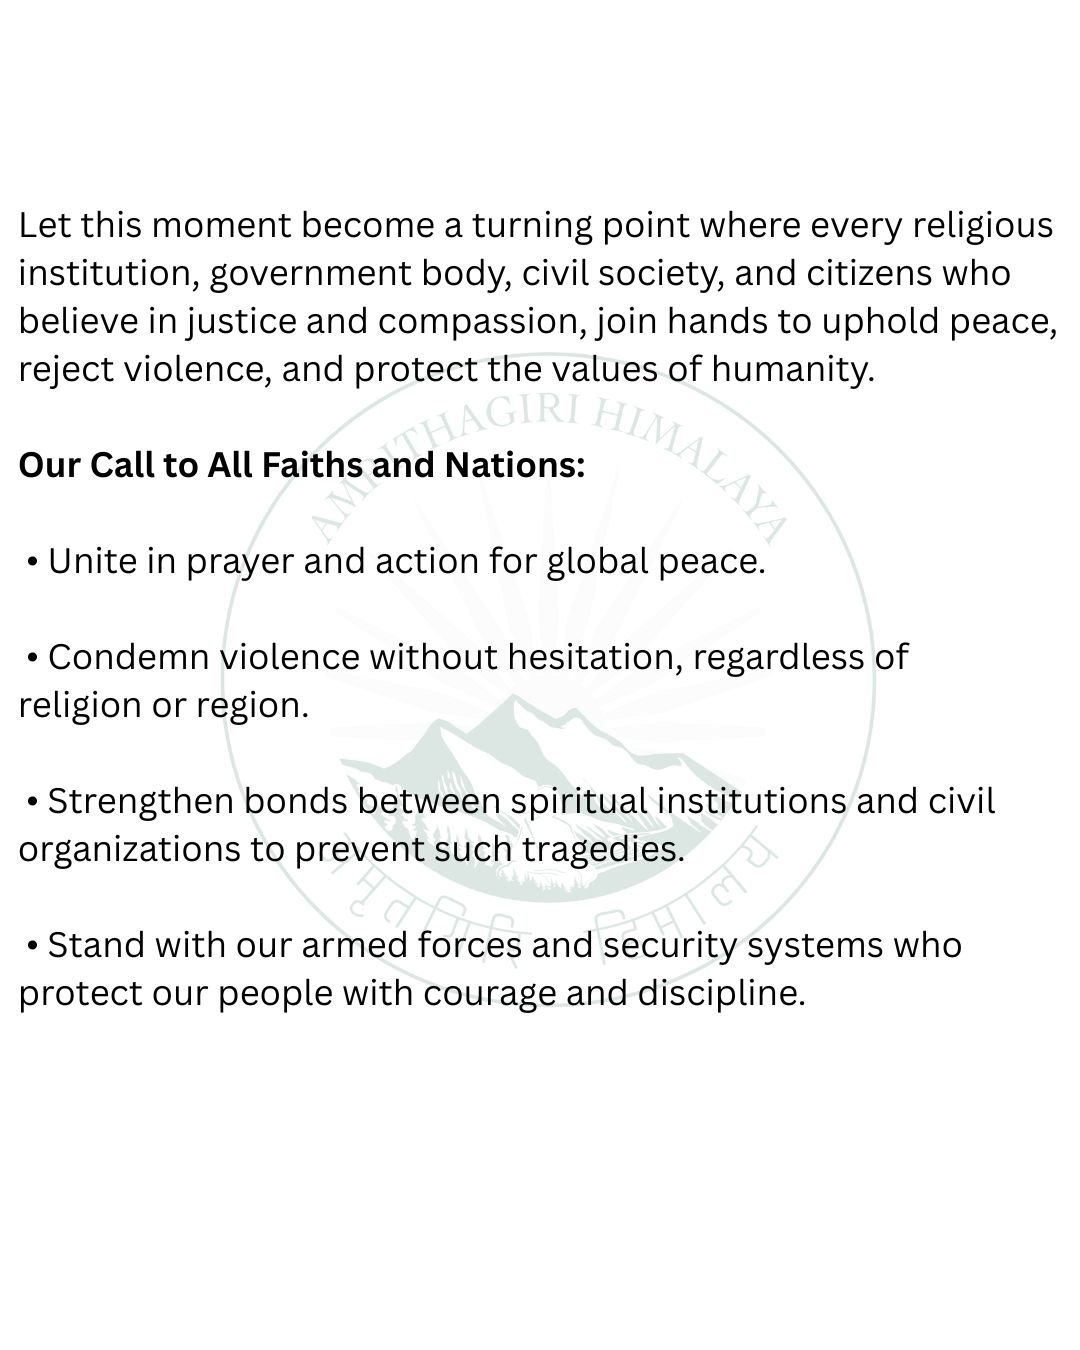 Let this moment become a turning point where every religious
institution, government body, civil society, and citizens who
believe in justice and compassion, join hands to uphold peace,
reject violence, and protect the values of humanity.
AMRITHAGIRI HIMALAYA
Our Call to All Faiths and Nations:
• Unite in prayer and action for global peace.
• Condemn violence without hesitation, regardless of
religion or region.
• Strengthen bonds between spiritual institutions and civil
organizations to prevent such tragedies.
• Stand with our armed forces and security systems who
protect our people with courage and discipline.
अमृतगिरि हिमालय